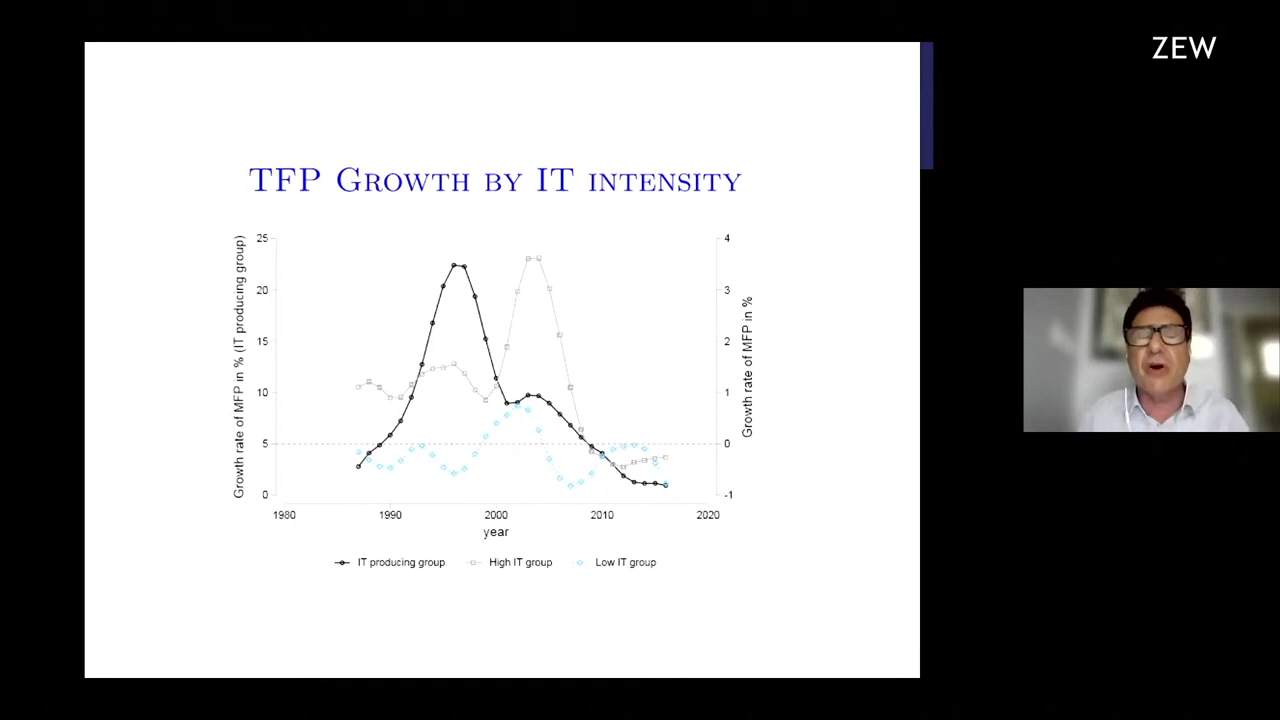 ZEW
TFP Growth by IT intensity
Growth rate of MFP in % (IT producing group)
25
20
15
10
5
0
4
3
2
1
0
-1
Growth rate of MFP in %
1980
1990
2000
2010
2020
year
IT producing group
High IT group
Low IT group